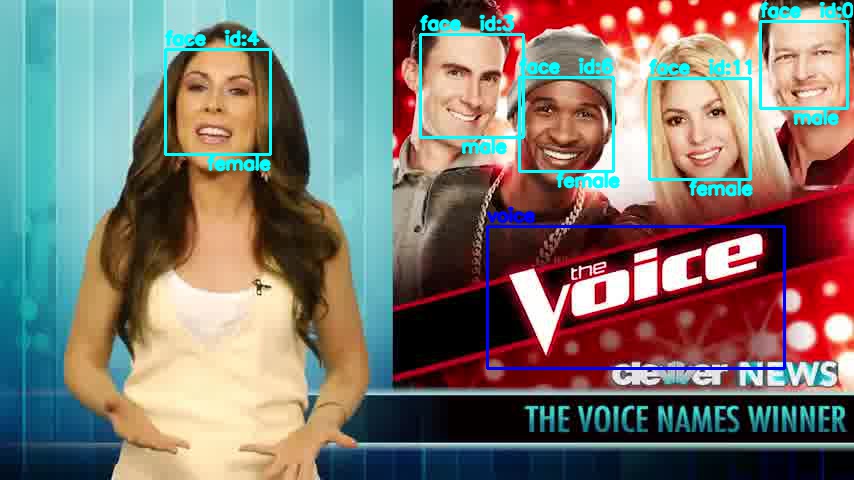 face id:4
female
face id:3
male
face id:6
female
face id:11
female
face id:0
male
voice
the
Voice
clevver NEWS
THE VOICE NAMES WINNER